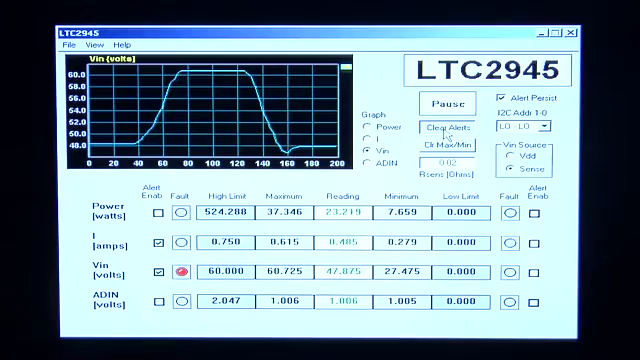 LTC2945
File View Help
Vin (volts)
60.0
58.0
56.0
54.0
52.0
50.0
48.0
0 20 40 60 80 100 120 140 160 180 200
LTC2945
Graph
Power
I
Vin
ADIN
Pause
Clear Alerts
Clr Max/Min
0.02
Rsens [Ohms]
Alert Persist
I2C Addr 1-0
LO - LO
Vin Source
Vdd
Sense
Alert Enab Fault High Limit Maximum Reading Minimum Low Limit Fault Alert Enab
Power [watts] 524.288 37.346 23.219 7.659 0.000
I [amps] 0.750 0.615 0.485 0.279 0.000
Vin [volts] 60.000 60.725 47.875 27.475 0.000
ADIN [volts] 2.047 1.006 1.006 1.005 0.000